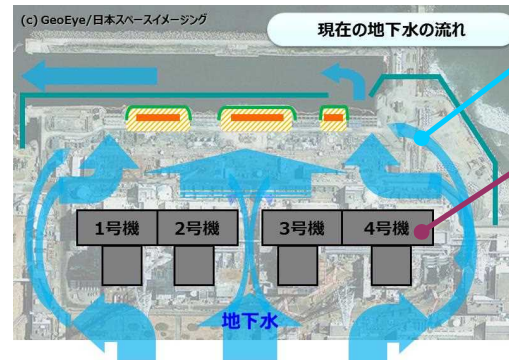 (c) GeoEye/日本スペースイメージング
現在の地下水の流れ
1号機
2号機
3号機
4号機
地下水